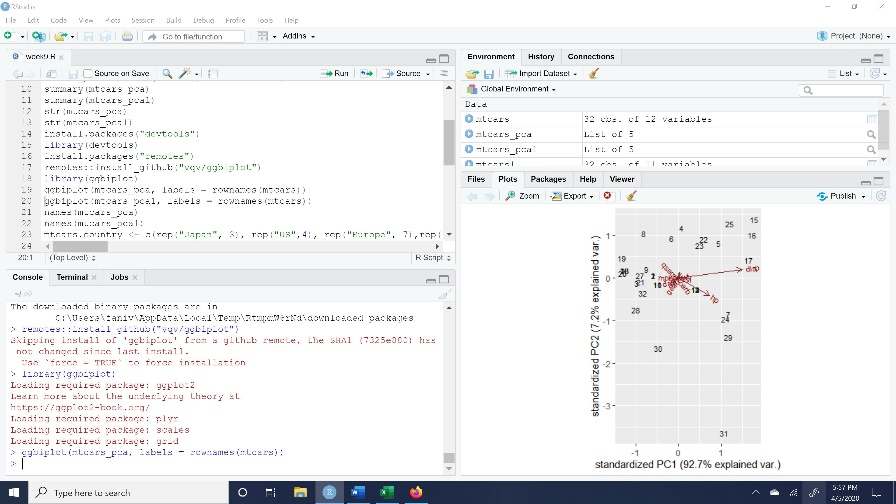 RStudio
File Edit Code View Plots Session Build Debug Profile Tools Help
Go to file/function
Addins
Project: (None)
week9.R
Source on Save
Run
Source
10 summary(mtcars_pca)
11 summary(mtcars_pca1)
12 str(mtcars_pca)
13 str(mtcars_pca1)
14 install.packages("devtools")
15 library(devtools)
16 install.packages("remotes")
17 remotes::install_github("vqv/ggbiplot")
18 library(ggbiplot)
19 ggbiplot(mtcars_pca, labels = rownames(mtcars))
20 ggbiplot(mtcars_pca1, labels = rownames(mtcars))
21 names(mtcars_pca)
22 names(mtcars_pca1)
23 mtcars.country <- c(rep("Japan", 3), rep("US",4), rep("Europe", 7),rep(
24
20:1 (Top Level) R Script
Console Terminal Jobs
The downloaded binary packages are in
C:\Users\faniv\AppData\Local\Temp\RtmpmWerNd\downloaded_packages
> remotes::install_github("vqv/ggbiplot")
Skipping install of 'ggbiplot' from a github remote, the SHA1 (7325e880) has
not changed since last install.
Use `force = TRUE` to force installation
> library(ggbiplot)
Loading required package: ggplot2
Learn more about the underlying theory at
https://ggplot2-book.org/
Loading required package: plyr
Loading required package: scales
Loading required package: grid
> ggbiplot(mtcars_pca, labels = rownames(mtcars))
>
Environment History Connections
Import Dataset
List
Global Environment
Data
mtcars 32 obs. of 12 variables
mtcars_pca List of 5
mtcars_pca1 List of 5
mtcars1 32 obs. of 11 variables
Files Plots Packages Help Viewer
Zoom Export Publish
standardized PC2 (7.2% explained var.)
1
0
-1
-2
-3
15
25
4
8
16
6
22
5
23
19
17
9
27
disp
hp
32
28
7
24
29
30
31
-1 0 1
standardized PC1 (92.7% explained var.)
Type here to search
5:57 PM
4/5/2020